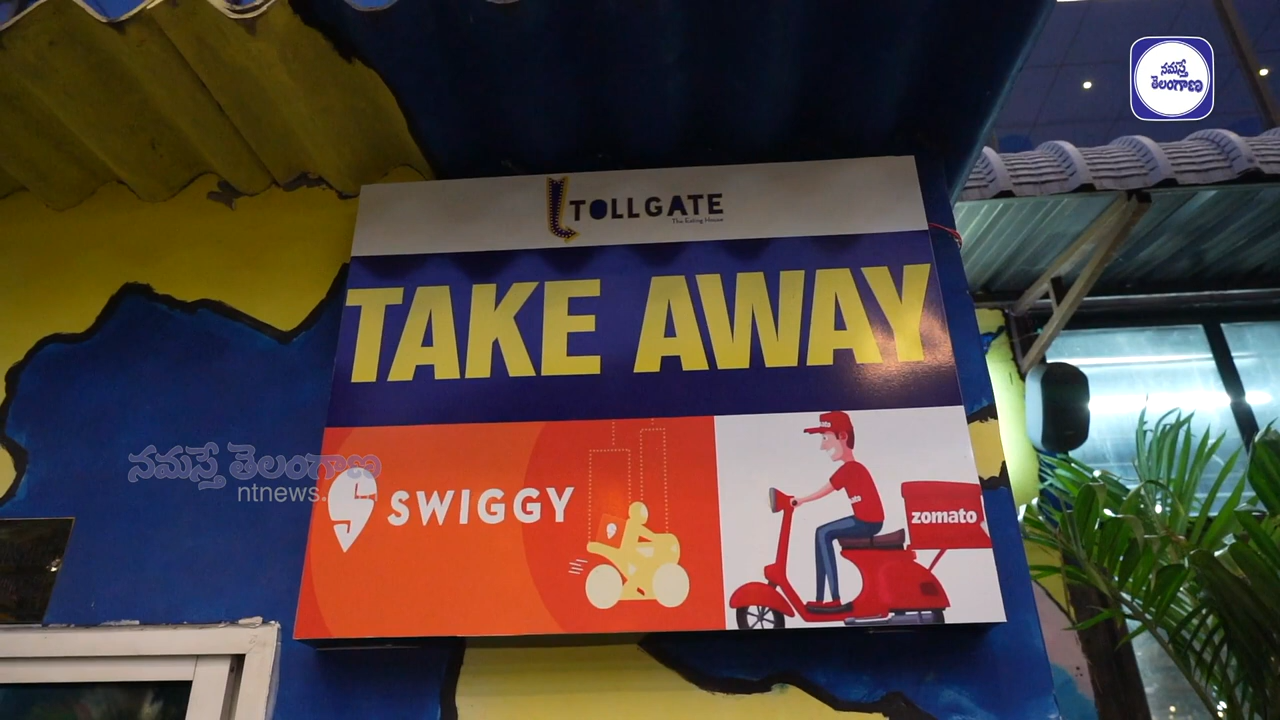 నమస్తే
తెలంగాణ
TOLLGATE
The Eating House
TAKE AWAY
నమస్తే తెలంగాణ
ntnews.
SWIGGY
zomato